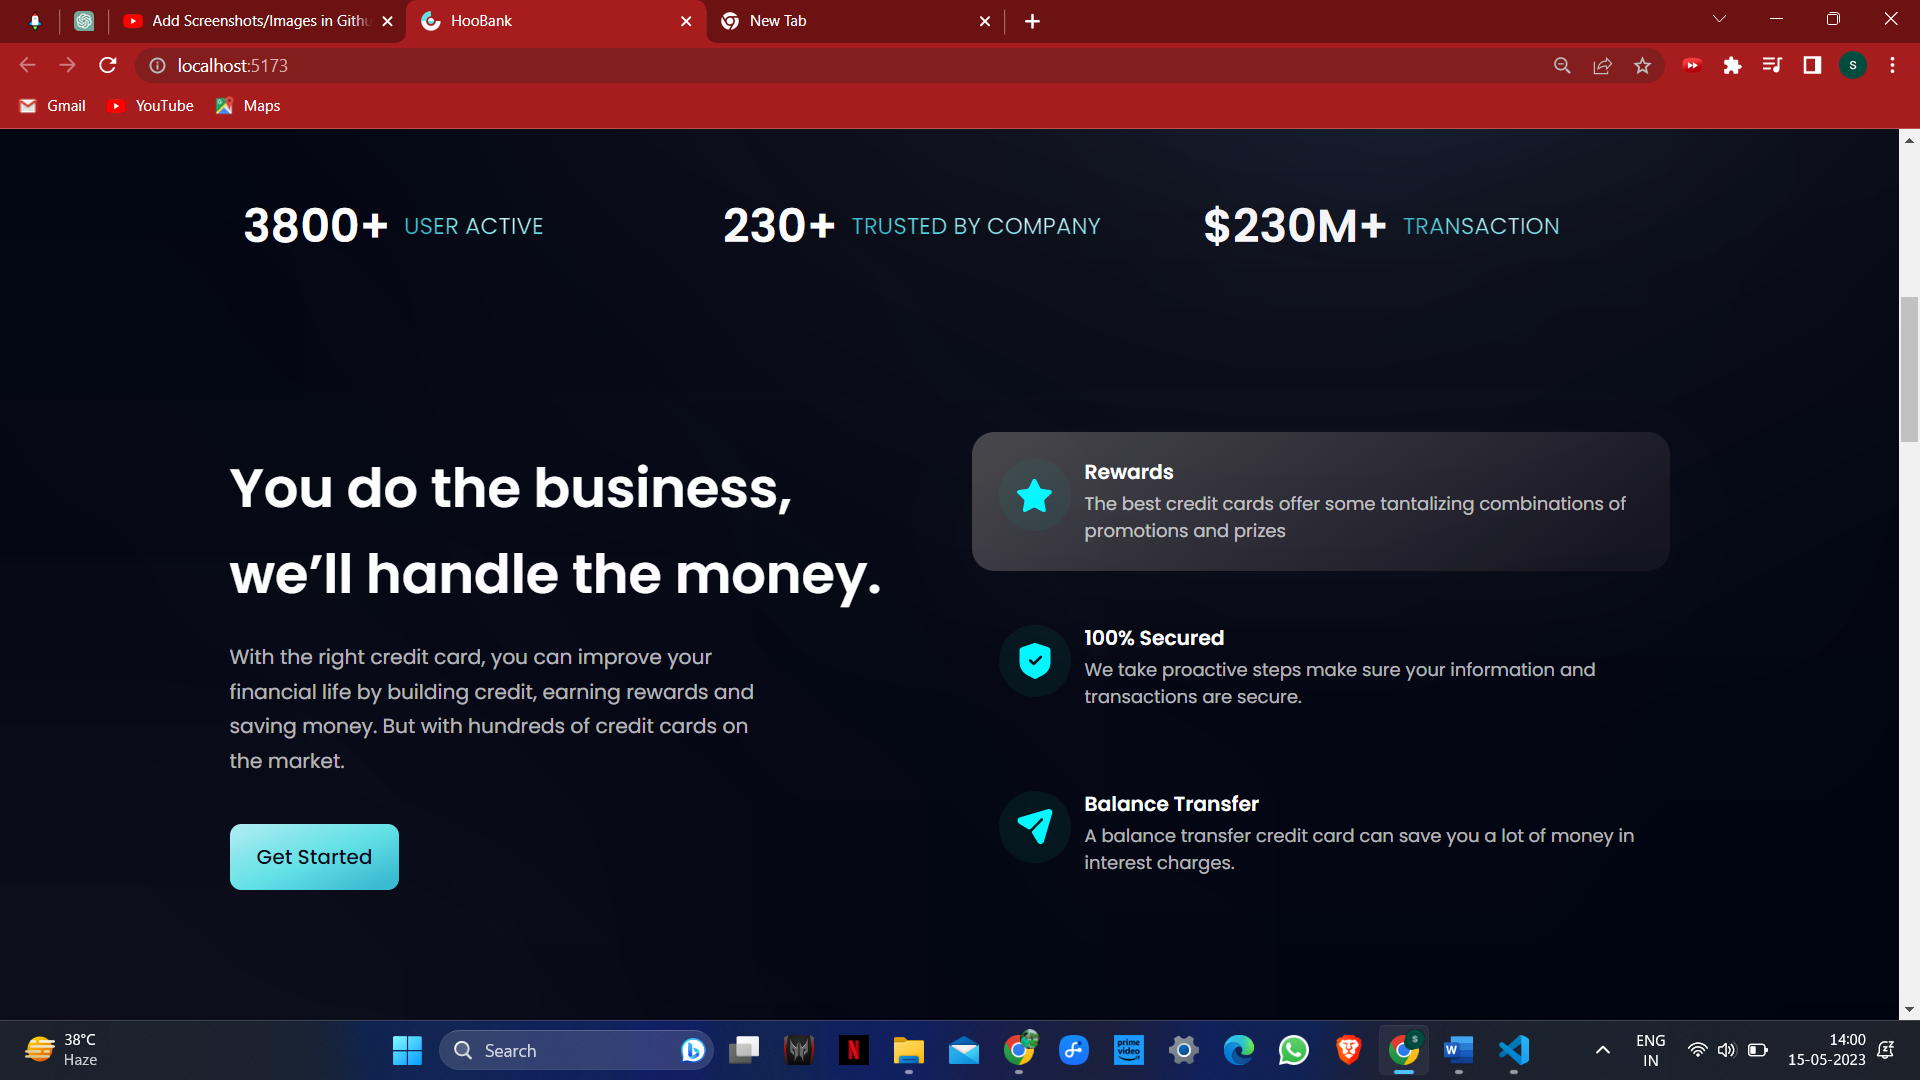 Add Screenshots/Images in Githu
HooBank
New Tab
localhost:5173
S
Gmail
YouTube
Maps
3800+ USER ACTIVE
230+ TRUSTED BY COMPANY
$230M+ TRANSACTION
You do the business,
we’ll handle the money.
With the right credit card, you can improve your
financial life by building credit, earning rewards and
saving money. But with hundreds of credit cards on
the market.
Get Started
Rewards
The best credit cards offer some tantalizing combinations of
promotions and prizes
100% Secured
We take proactive steps make sure your information and
transactions are secure.
Balance Transfer
A balance transfer credit card can save you a lot of money in
interest charges.
38°C
Haze
Search
prime
video
ENG
IN
14:00
15-05-2023